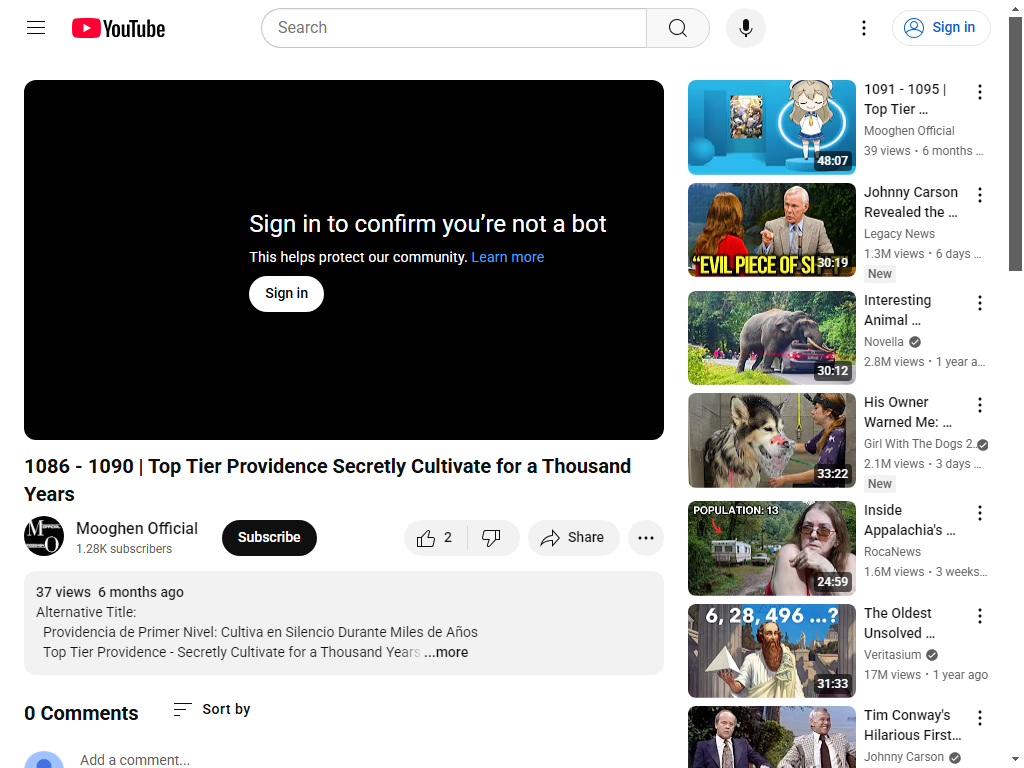 YouTube
Search
Sign in
Sign in to confirm you’re not a bot
This helps protect our community. Learn more
Sign in
1086 - 1090 | Top Tier Providence Secretly Cultivate for a Thousand
Years
Mooghen Official
1.28K subscribers
Subscribe
2
Share
37 views 6 months ago
Alternative Title:
Providencia de Primer Nivel: Cultiva en Silencio Durante Miles de Años
Top Tier Providence - Secretly Cultivate for a Thousand Years ...more
0 Comments
Sort by
Add a comment...
48:07
1091 - 1095 |
Top Tier ...
Mooghen Official
39 views • 6 months ...
"EVIL PIECE OF
30:19
Johnny Carson
Revealed the ...
Legacy News
1.3M views • 6 days ...
New
30:12
Interesting
Animal ...
Novella
2.8M views • 1 year a...
33:22
His Owner
Warned Me: ...
Girl With The Dogs 2...
2.1M views • 3 days ...
New
POPULATION: 13
24:59
Inside
Appalachia's ...
RocaNews
1.6M views • 3 weeks...
6, 28, 496 ...?
31:33
The Oldest
Unsolved ...
Veritasium
17M views • 1 year ago
Tim Conway's
Hilarious First...
Johnny Carson